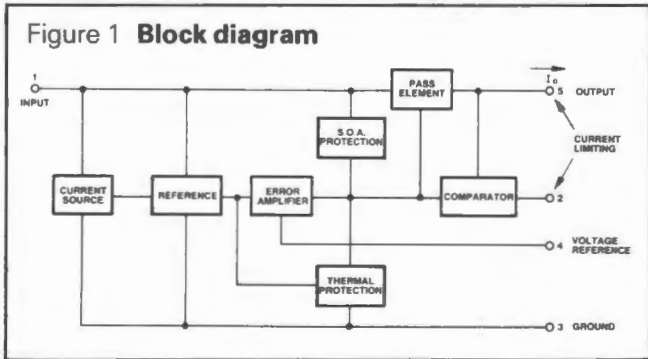 Figure 1 Block diagram
1
INPUT
PASS
ELEMENT
Io
5 OUTPUT
S.O.A.
PROTECTION
CURRENT
LIMITING
CURRENT
SOURCE
REFERENCE
ERROR
AMPLIFIER
COMPARATOR
2
4 VOLTAGE
REFERENCE
THERMAL
PROTECTION
3 GROUND